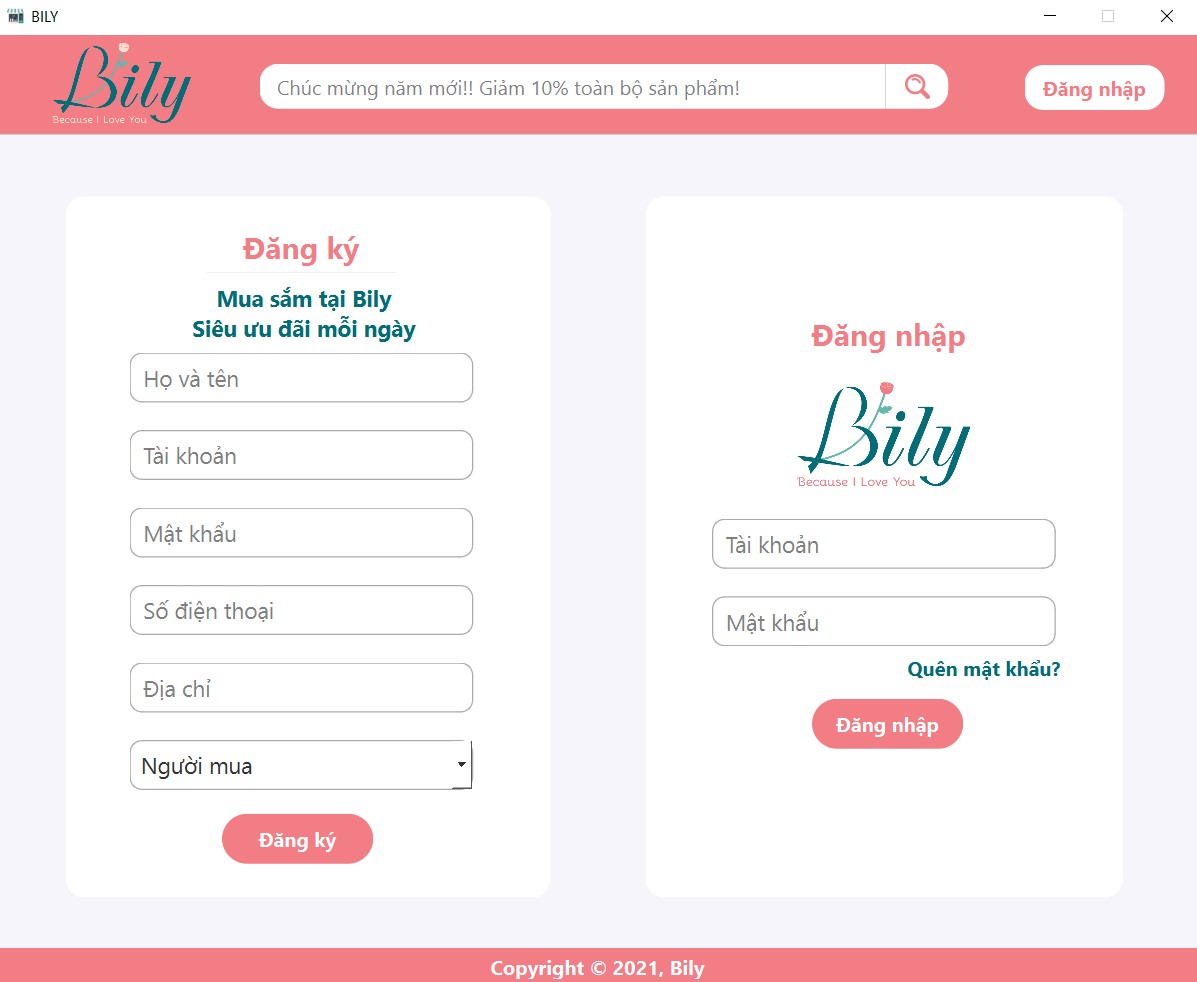 BILY
Bily
Because I Love You
Chúc mừng năm mới!! Giảm 10% toàn bộ sản phẩm!
Đăng nhập
Đăng ký
Mua sắm tại Bily
Siêu ưu đãi mỗi ngày
Họ và tên
Tài khoản
Mật khẩu
Số điện thoại
Địa chỉ
Người mua
Đăng ký
Đăng nhập
Bily
Because I Love You
Tài khoản
Mật khẩu
Quên mật khẩu?
Đăng nhập
Copyright © 2021, Bily